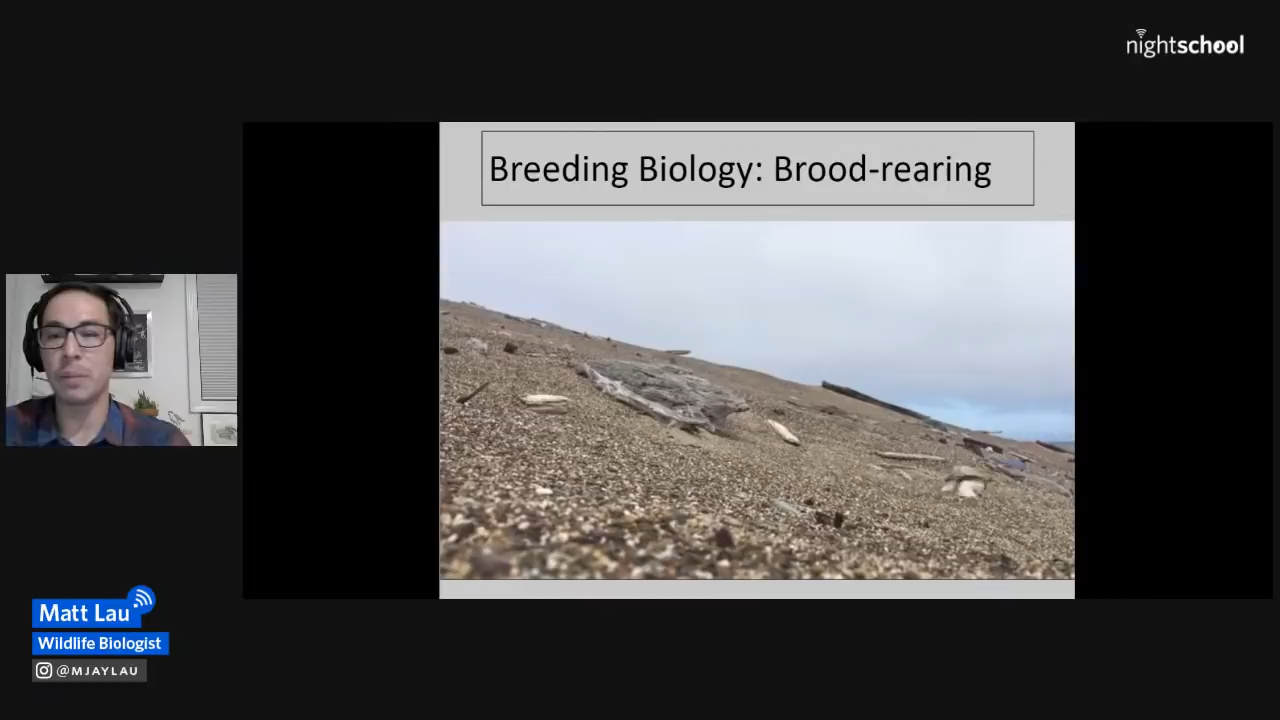 nightschool
Breeding Biology: Brood-rearing
Matt Lau
Wildlife Biologist
@MJAYLAU